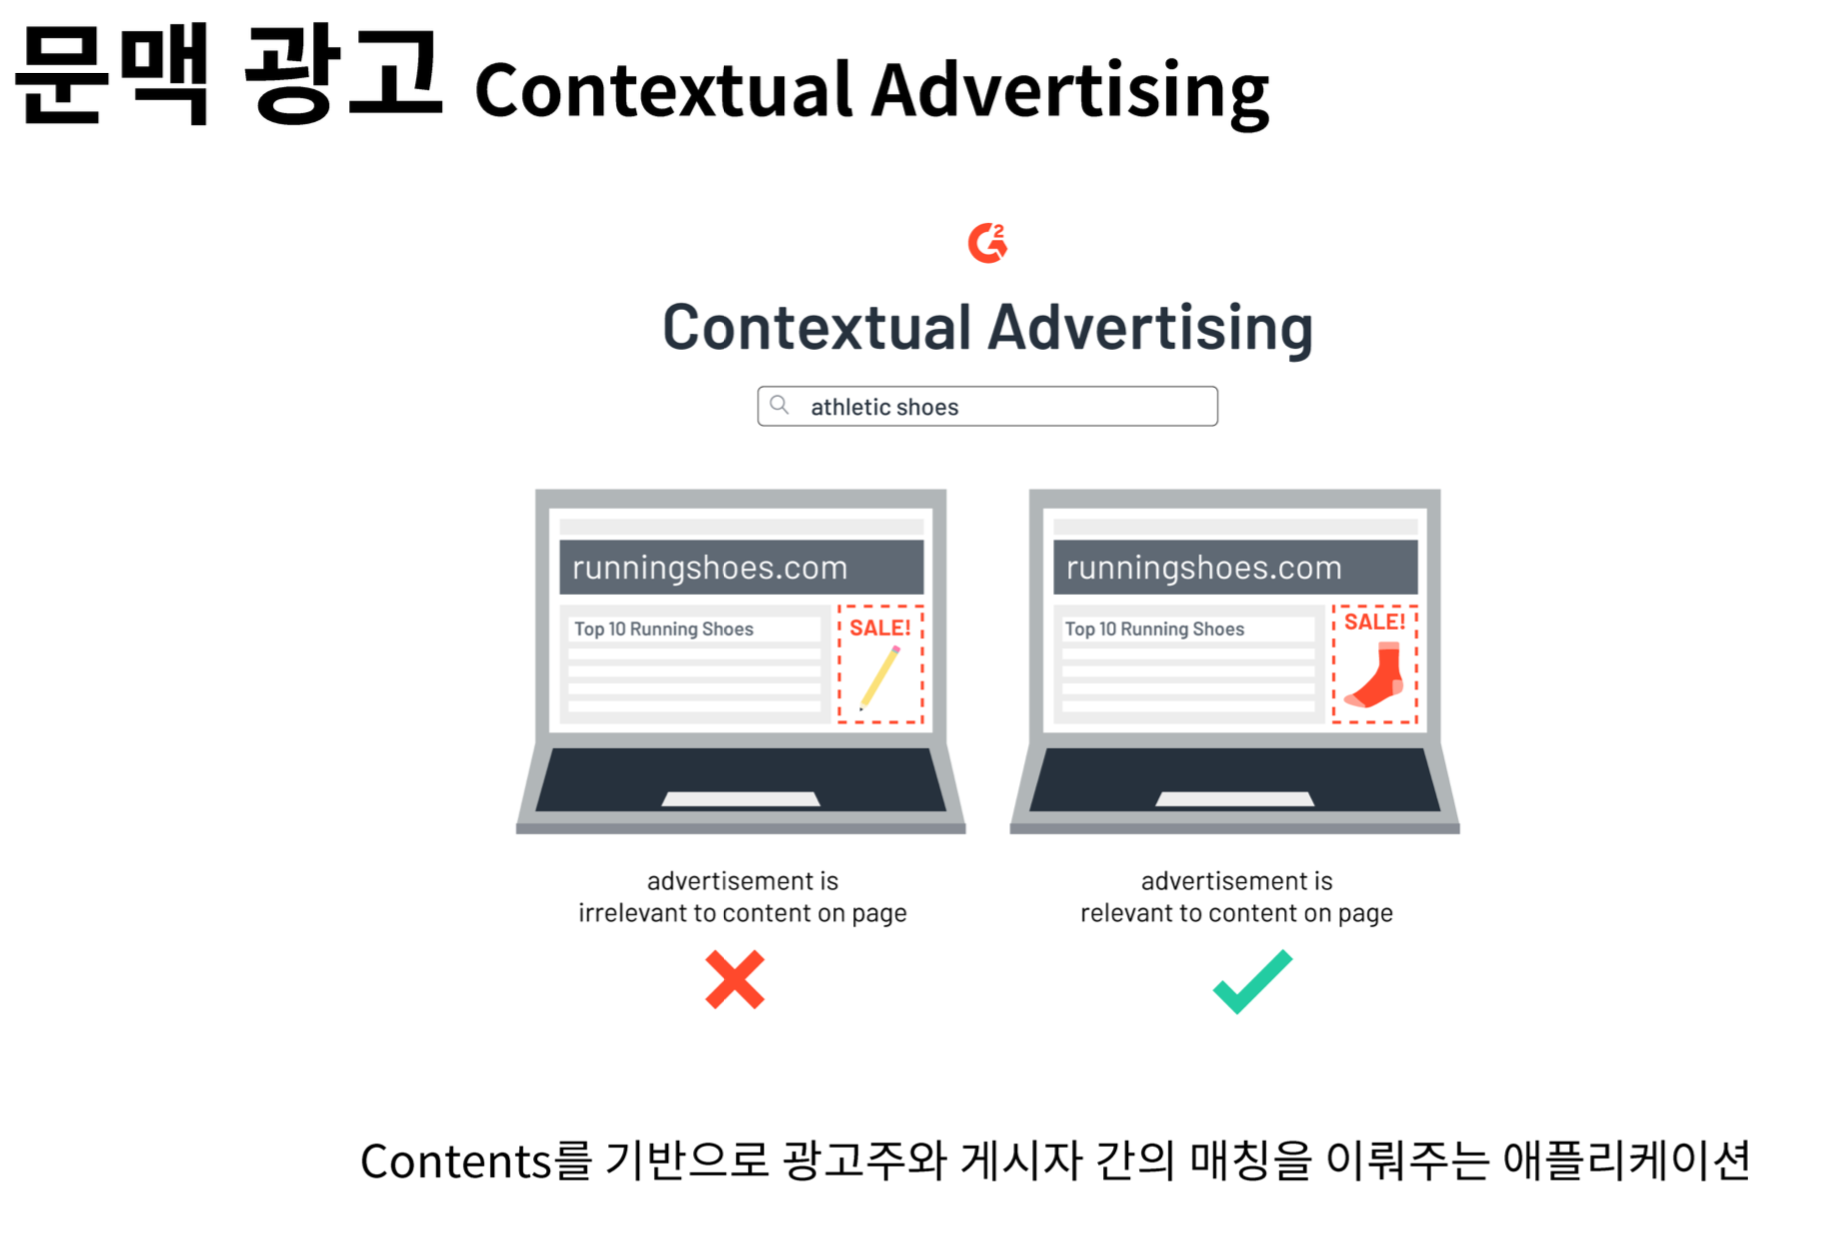 문맥 광고 Contextual Advertising
G2
Contextual Advertising
athletic shoes
runningshoes.com
Top 10 Running Shoes
SALE!
runningshoes.com
Top 10 Running Shoes
SALE!
advertisement is
irrelevant to content on page
advertisement is
relevant to content on page
Contents를 기반으로 광고주와 게시자 간의 매칭을 이뤄주는 애플리케이션